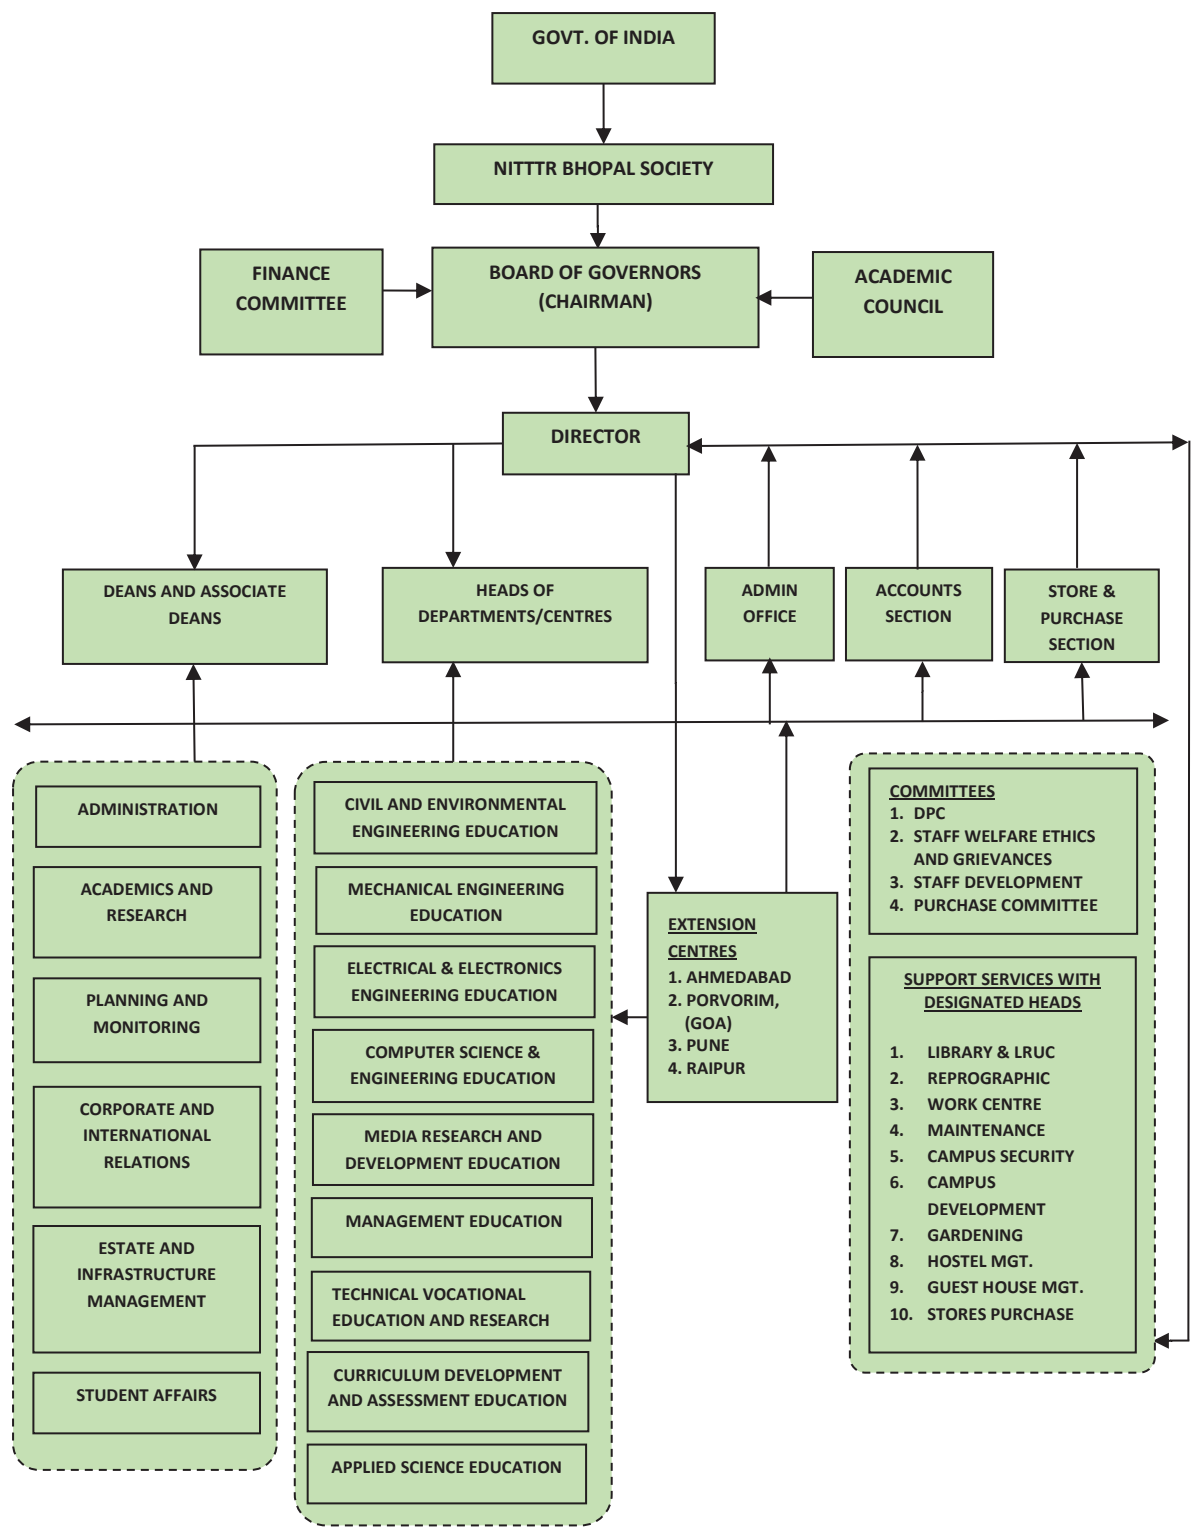 GOVT. OF INDIA
NITTTR BHOPAL SOCIETY
FINANCE
COMMITTEE
BOARD OF GOVERNORS
(CHAIRMAN)
ACADEMIC
COUNCIL
DIRECTOR
DEANS AND ASSOCIATE
DEANS
HEADS OF
DEPARTMENTS/CENTRES
ADMIN
OFFICE
ACCOUNTS
SECTION
STORE &
PURCHASE
SECTION
ADMINISTRATION
ACADEMICS AND
RESEARCH
PLANNING AND
MONITORING
CORPORATE AND
INTERNATIONAL
RELATIONS
ESTATE AND
INFRASTRUCTURE
MANAGEMENT
STUDENT AFFAIRS
CIVIL AND ENVIRONMENTAL
ENGINEERING EDUCATION
MECHANICAL ENGINEERING
EDUCATION
ELECTRICAL & ELECTRONICS
ENGINEERING EDUCATION
COMPUTER SCIENCE &
ENGINEERING EDUCATION
MEDIA RESEARCH AND
DEVELOPMENT EDUCATION
MANAGEMENT EDUCATION
TECHNICAL VOCATIONAL
EDUCATION AND RESEARCH
CURRICULUM DEVELOPMENT
AND ASSESSMENT EDUCATION
APPLIED SCIENCE EDUCATION
EXTENSION
CENTRES
1. AHMEDABAD
2. PORVORIM,
(GOA)
3. PUNE
4. RAIPUR
COMMITTEES
1. DPC
2. STAFF WELFARE ETHICS
AND GRIEVANCES
3. STAFF DEVELOPMENT
4. PURCHASE COMMITTEE
SUPPORT SERVICES WITH
DESIGNATED HEADS
1. LIBRARY & LRUC
2. REPROGRAPHIC
3. WORK CENTRE
4. MAINTENANCE
5. CAMPUS SECURITY
6. CAMPUS
DEVELOPMENT
7. GARDENING
8. HOSTEL MGT.
9. GUEST HOUSE MGT.
10. STORES PURCHASE